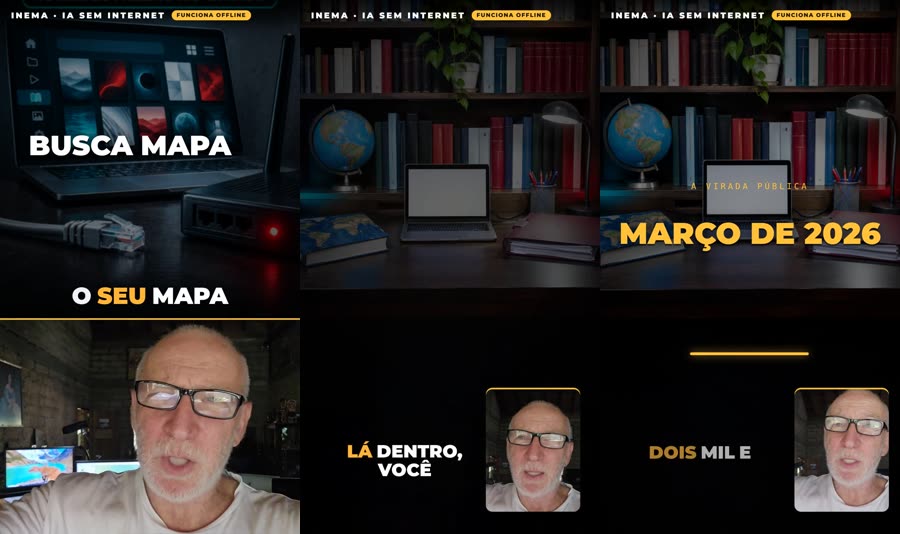 INEMA · IA SEM INTERNET FUNCIONA OFFLINE
BUSCA MAPA
O SEU MAPA
INEMA · IA SEM INTERNET FUNCIONA OFFLINE
LÁ DENTRO,
VOCÊ
INEMA · IA SEM INTERNET FUNCIONA OFFLINE
A VIRADA PÚBLICA
MARÇO DE 2026
DOIS MIL E